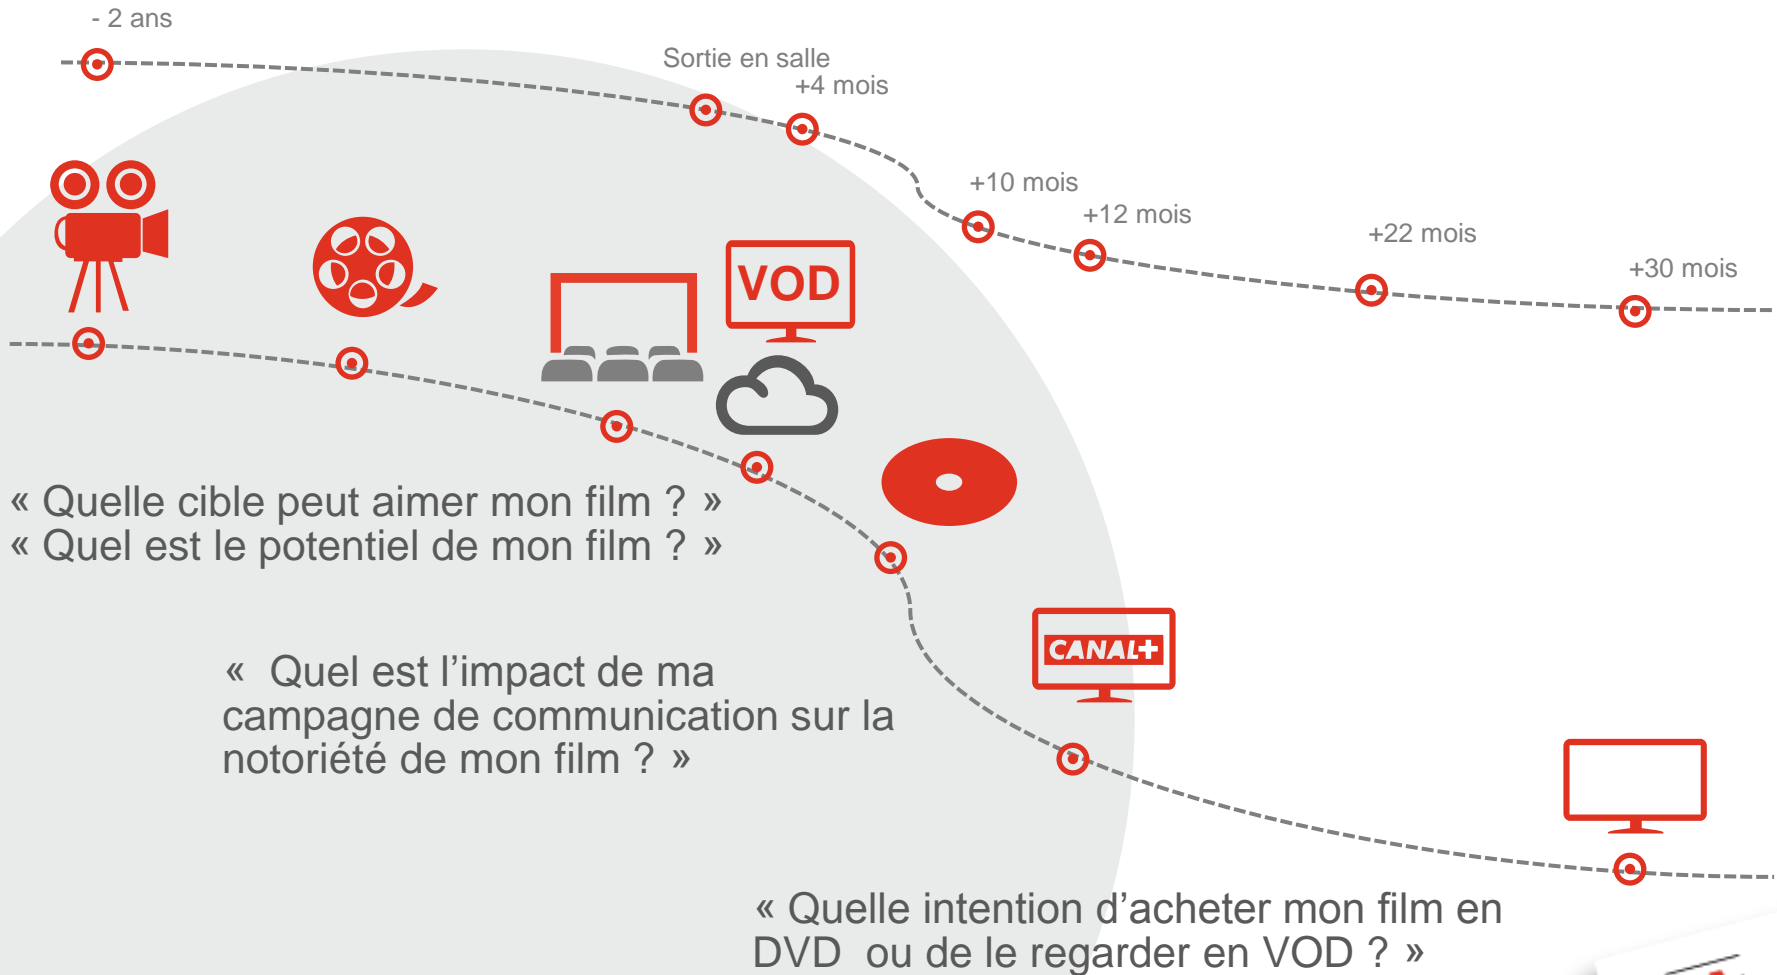 - 2 ans
Sortie en salle
+4 mois
+10 mois
+12 mois
+22 mois
+30 mois
VOD
« Quelle cible peut aimer mon film ? »
« Quel est le potentiel de mon film ? »
CANAL+
«  Quel est l’impact de ma
campagne de communication sur la
notoriété de mon film ? »
« Quelle intention d’acheter mon film en
DVD  ou de le regarder en VOD ? »